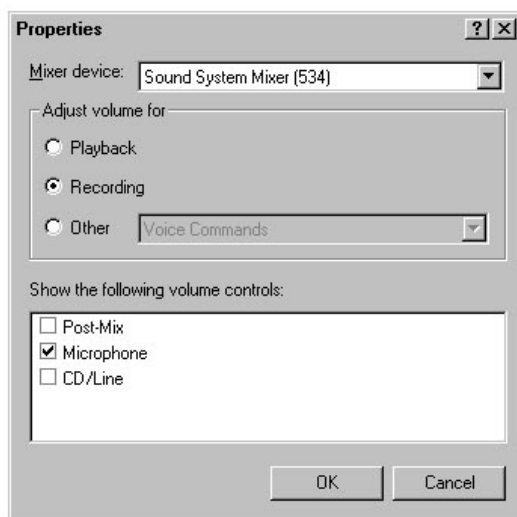 Properties
Mixer device: Sound System Mixer (534)
Adjust volume for
Playback
Recording
Other Voice Commands
Show the following volume controls:
Post-Mix
Microphone
CD/Line
OK Cancel